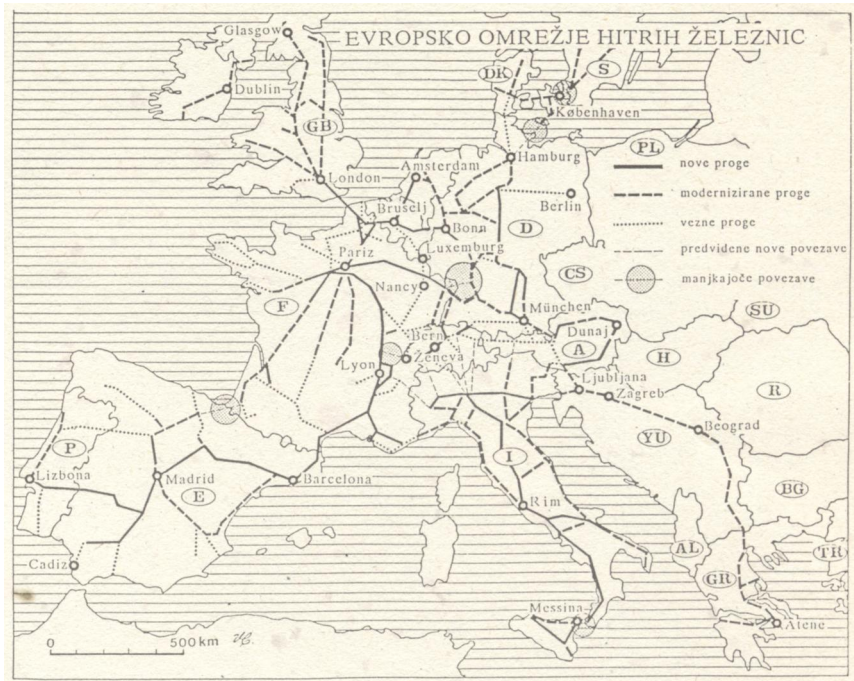 EVROPSKO OMREŽJE HITRIH ŽELEZNIC
Glasgow
DK
S
Dublin
København
GB
PL
Hamburg
nove proge
London
Amsterdam
modernizirane proge
Berlin
Bruselj
Bonn
D
vezne proge
Pariz
Luxemburg
predvidene nove povezave
CS
Nancy
manjkajoče povezave
F
München
SU
Dunaj
Bern
A
H
Ženeva
Lyon
Ljubljana
Zagreb
R
Beograd
P
YU
I
Lizbona
Madrid
Barcelona
E
BG
Rim
AL
TR
Cadiz
GR
Messina
Atene
0 500 km